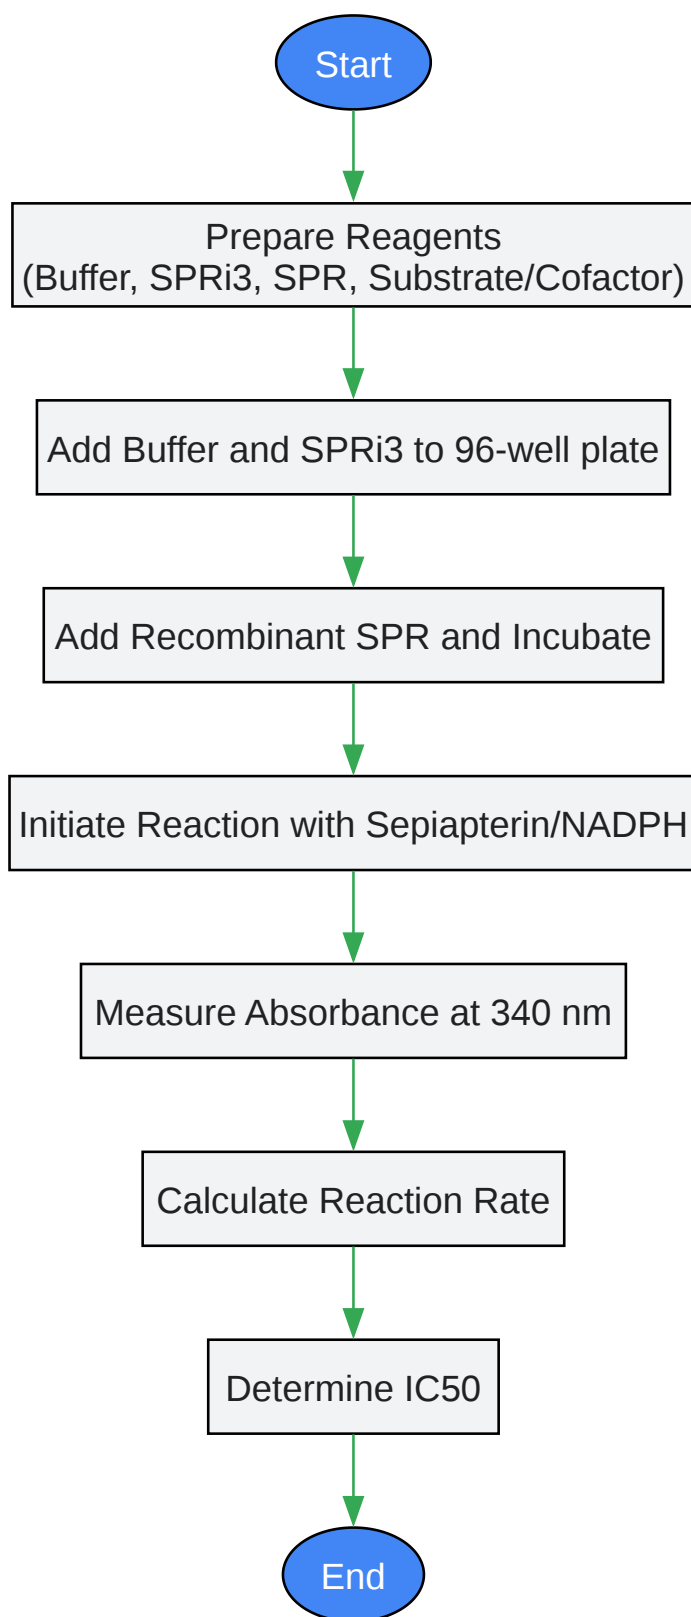 Start
Prepare Reagents
(Buffer, SPRi3, SPR, Substrate/Cofactor)
Add Buffer and SPRi3 to 96-well plate
Add Recombinant SPR and Incubate
Initiate Reaction with Sepiapterin/NADPH
Measure Absorbance at 340 nm
Calculate Reaction Rate
Determine IC50
End